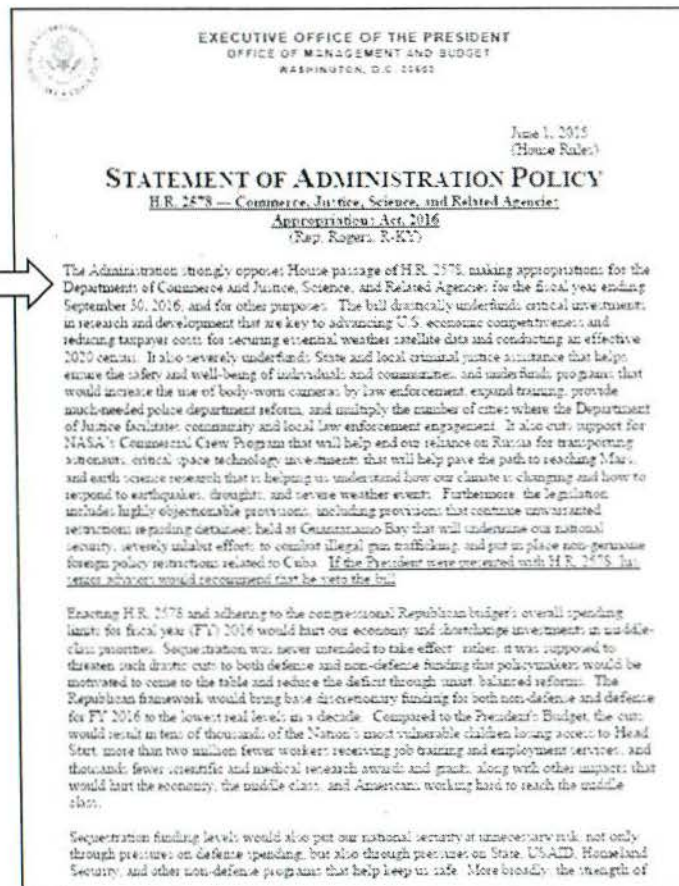 EXECUTIVE OFFICE OF THE PRESIDENT
OFFICE OF MANAGEMENT AND BUDGET
WASHINGTON, D.C. 20503
June 1, 2015
(House Rules)
STATEMENT OF ADMINISTRATION POLICY
H.R. 2578 — Commerce, Justice, Science, and Related Agencies
Appropriations Act, 2016
(Rep. Rogers, R-KY)
The Administration strongly opposes House passage of H.R. 2578, making appropriations for the
Departments of Commerce and Justice, Science, and Related Agencies for the fiscal year ending
September 30, 2016, and for other purposes. The bill drastically underfunds critical investments
in research and development that are key to advancing U.S. economic competitiveness and
reducing taxpayer costs for securing essential weather satellite data and conducting an effective
2020 census. It also severely underfunds State and local criminal justice assistance that helps
ensure the safety and well-being of individuals and communities, and underfunds programs that
would increase the use of body-worn cameras by law enforcement, expand training, provide
much-needed police department reform, and multiply the number of cities where the Department
of Justice facilitates community and local law enforcement engagement. It also cuts support for
NASA's Commercial Crew Program that will help end our reliance on Russia for transporting
astronauts, critical space technology investments that will help pave the path to reaching Mars,
and earth science research that is helping us understand how our climate is changing and how to
respond to earthquakes, droughts, and severe weather events. Furthermore, the legislation
includes highly objectionable provisions, including provisions that continue unwarranted
restrictions regarding detainees held at Guantanamo Bay that will undermine our national
security, severely inhabit efforts to combat illegal gun trafficking, and put in place non-germane
foreign policy restrictions related to Cuba. If the President were presented with H.R. 2578, his
senior advisors would recommend that he veto the bill.
Enacting H.R. 2578 and adhering to the congressional Republican budget's overall spending
limits for fiscal year (FY) 2016 would hurt our economy and shortchange investments in middle-
class priorities. Sequestration was never intended to take effect: rather, it was supposed to
threaten such drastic cuts to both defense and non-defense funding that policymakers would be
motivated to come to the table and reduce the deficit through smart, balanced reforms. The
Republican framework would bring base discretionary funding for both non-defense and defense
for FY 2016 to the lowest real levels in a decade. Compared to the President's Budget, the cuts
would result in tens of thousands of the Nation's most vulnerable children losing access to Head
Start, more than two million fewer workers receiving job training and employment services, and
thousands fewer scientific and medical research awards and grants, along with other impacts that
would hurt the economy, the middle class, and Americans working hard to reach the middle
class.
Sequestration funding levels would also put our national security at unnecessary risk, not only
through pressures on defense spending, but also through pressures on State, USAID, Homeland
Security, and other non-defense programs that help keep us safe. More broadly, the strength of